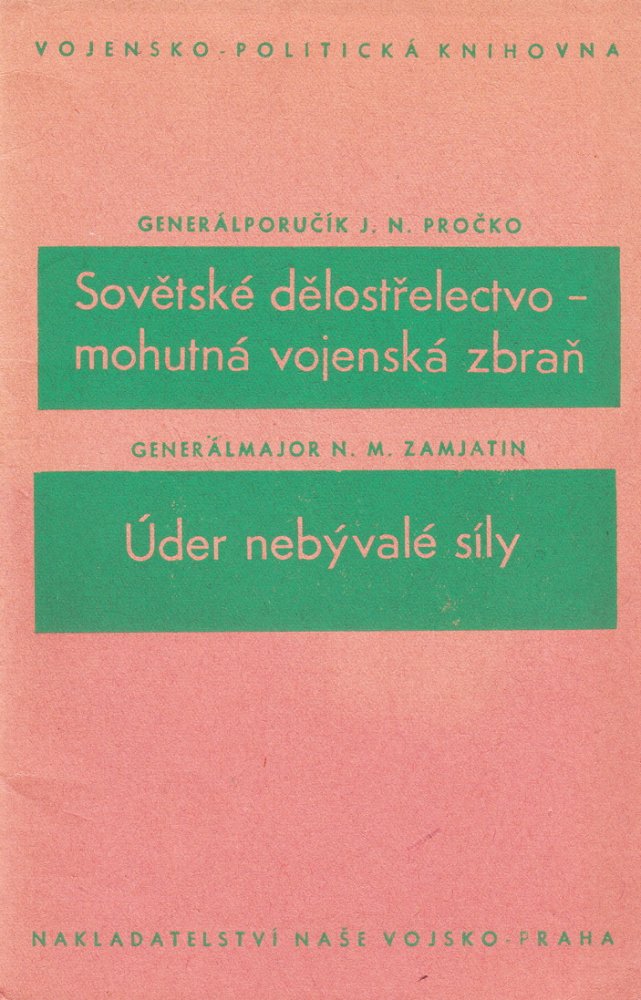 VOJENSKO-POLITICKÁ KNIHOVNA
GENERÁLPORUČÍK J. N. PROČKO
Sovětské dělostřelectvo –
mohutná vojenská zbraň
GENERÁLMAJOR N. M. ZAMJATIN
Úder nebývalé síly
NAKLADATELSTVÍ NAŠE VOJSKO-PRAHA